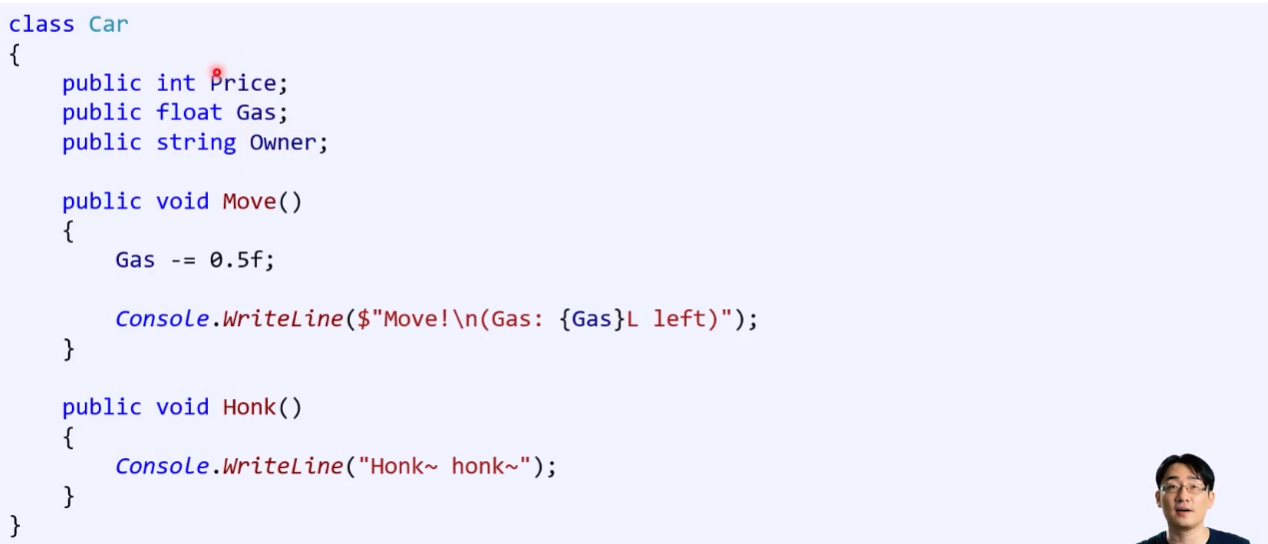 class Car
{
    public int Price;
    public float Gas;
    public string Owner;

    public void Move()
    {
        Gas -= 0.5f;

        Console.WriteLine($"Move!\n(Gas: {Gas}L left)");
    }

    public void Honk()
    {
        Console.WriteLine("Honk~ honk~");
    }
}